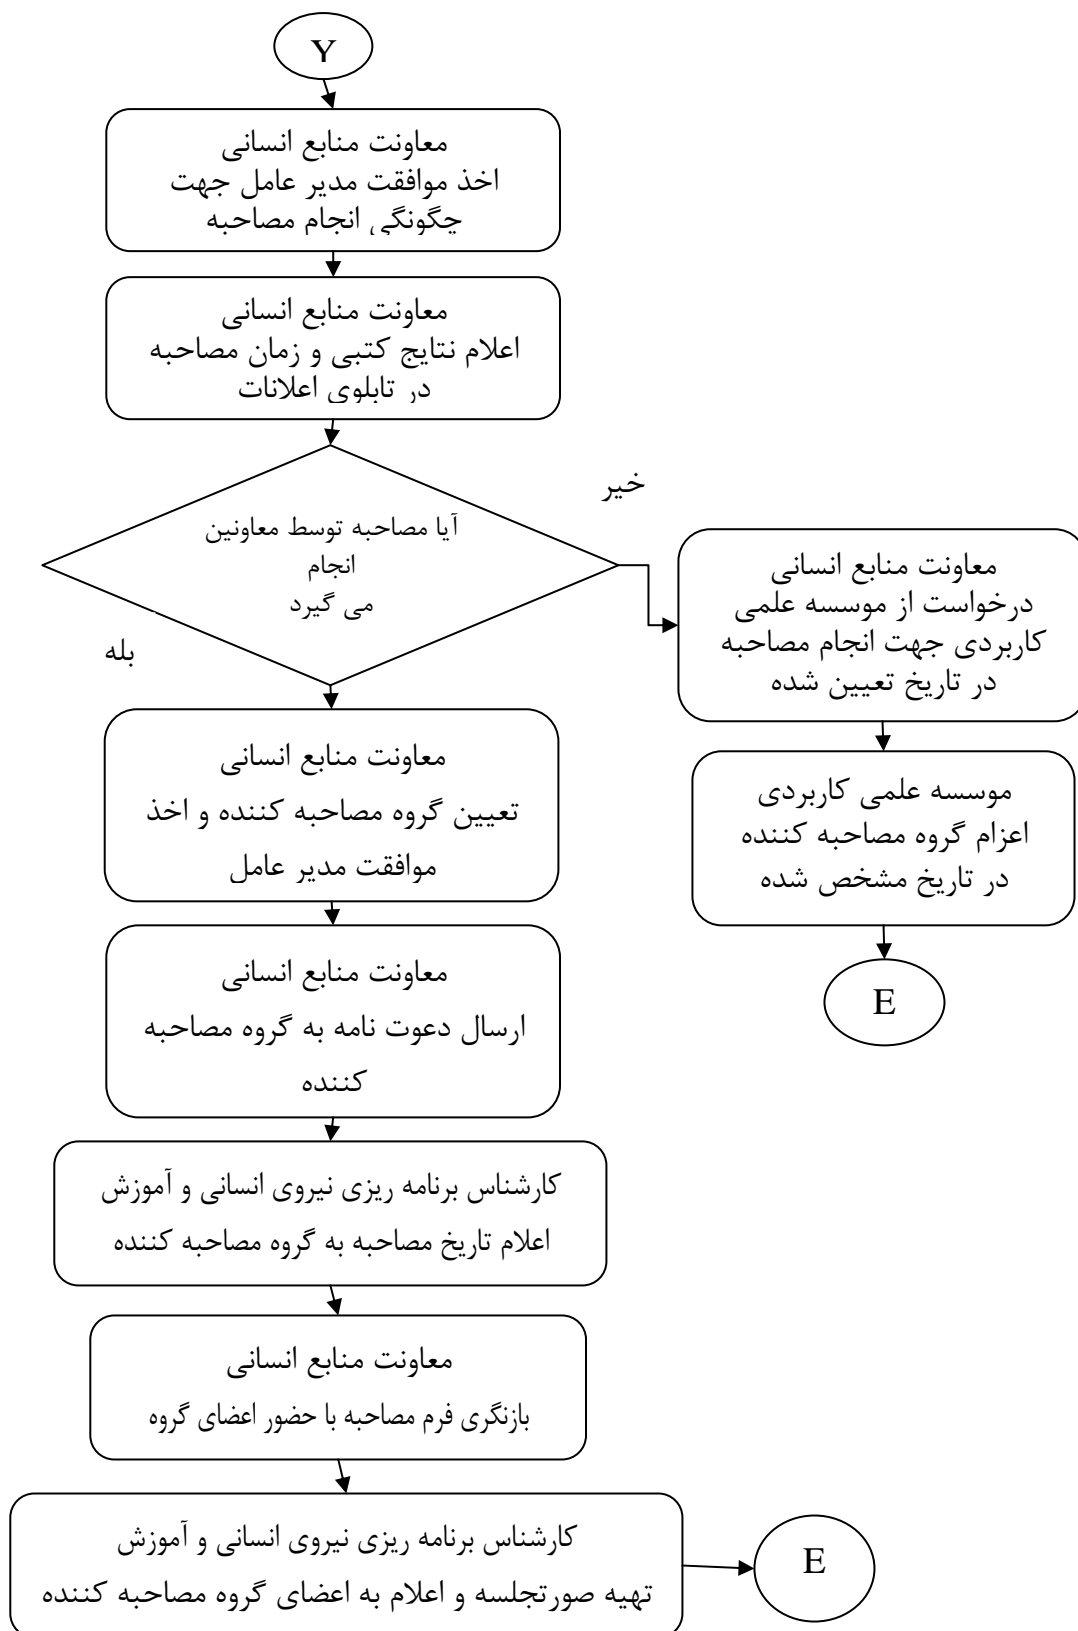 Y
معاونت منابع انسانی
اخذ موافقت مدیر عامل جهت
چگونگی انجام مصاحبه
معاونت منابع انسانی
اعلام نتایج کتبی و زمان مصاحبه
در تابلوی اعلانات
آیا مصاحبه توسط معاونین
انجام
می گیرد
خیر
بله
معاونت منابع انسانی
درخواست از موسسه علمی
کاربردی جهت انجام مصاحبه
در تاریخ تعیین شده
موسسه علمی کاربردی
اعزام گروه مصاحبه کننده
در تاریخ مشخص شده
E
معاونت منابع انسانی
تعیین گروه مصاحبه کننده و اخذ
موافقت مدیر عامل
معاونت منابع انسانی
ارسال دعوت نامه به گروه مصاحبه
کننده
کارشناس برنامه ریزی نیروی انسانی و آموزش
اعلام تاریخ مصاحبه به گروه مصاحبه کننده
معاونت منابع انسانی
بازنگری فرم مصاحبه با حضور اعضای گروه
کارشناس برنامه ریزی نیروی انسانی و آموزش
تهیه صورتجلسه و اعلام به اعضای گروه مصاحبه کننده
E